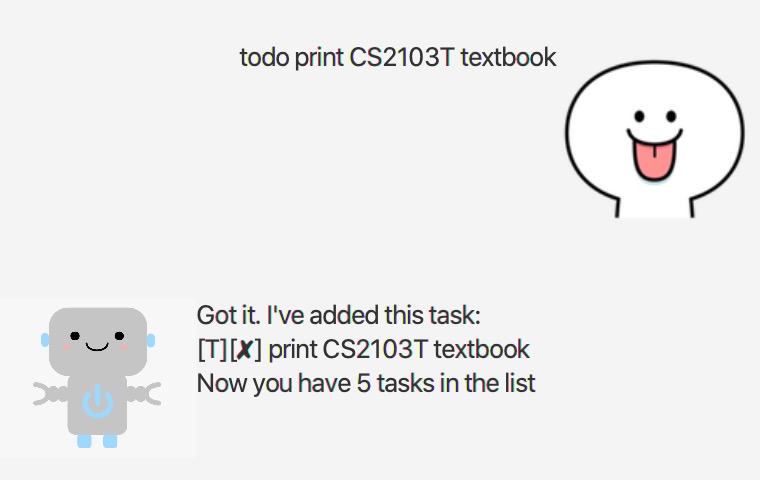 todo print CS2103T textbook
Got it. I've added this task:
[T][✘] print CS2103T textbook
Now you have 5 tasks in the list